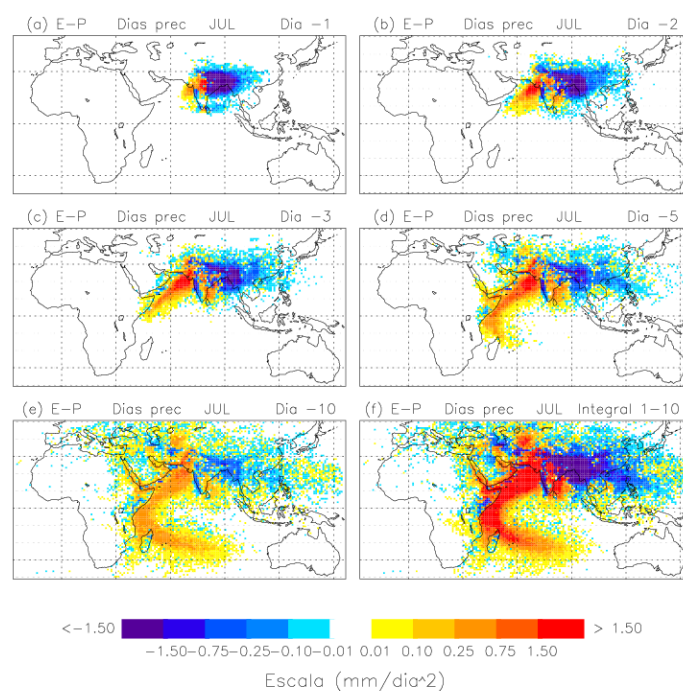 (a) E-P Dias prec JUL Dia -1
(b) E-P Dias prec JUL Dia -2
(c) E-P Dias prec JUL Dia -3
(d) E-P Dias prec JUL Dia -5
(e) E-P Dias prec JUL Dia -10
(f) E-P Dias prec JUL Integral 1-10
<-1.50 > 1.50
-1.50-0.75-0.25-0.10-0.01 0.01 0.10 0.25 0.75 1.50
Escala (mm/dia^2)